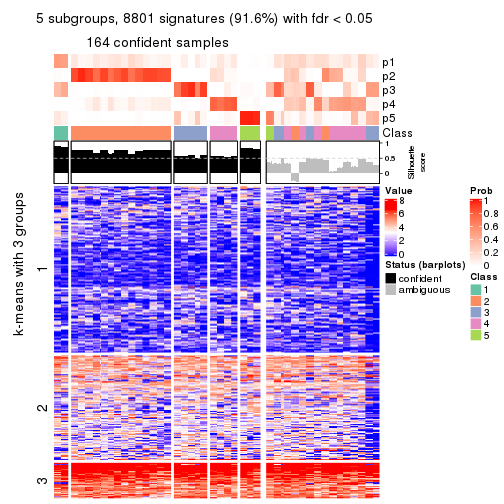 5 subgroups, 8801 signatures (91.6%) with fdr < 0.05
164 confident samples
p1
p2
p3
p4
p5
Class
1
0.5
0
Silhouette
score
k-means with 3 groups
1
2
3
Value
8
6
4
2
0
Status (barplots)
confident
ambiguous
Prob
1
0.8
0.6
0.4
0.2
0
Class
1
2
3
4
5